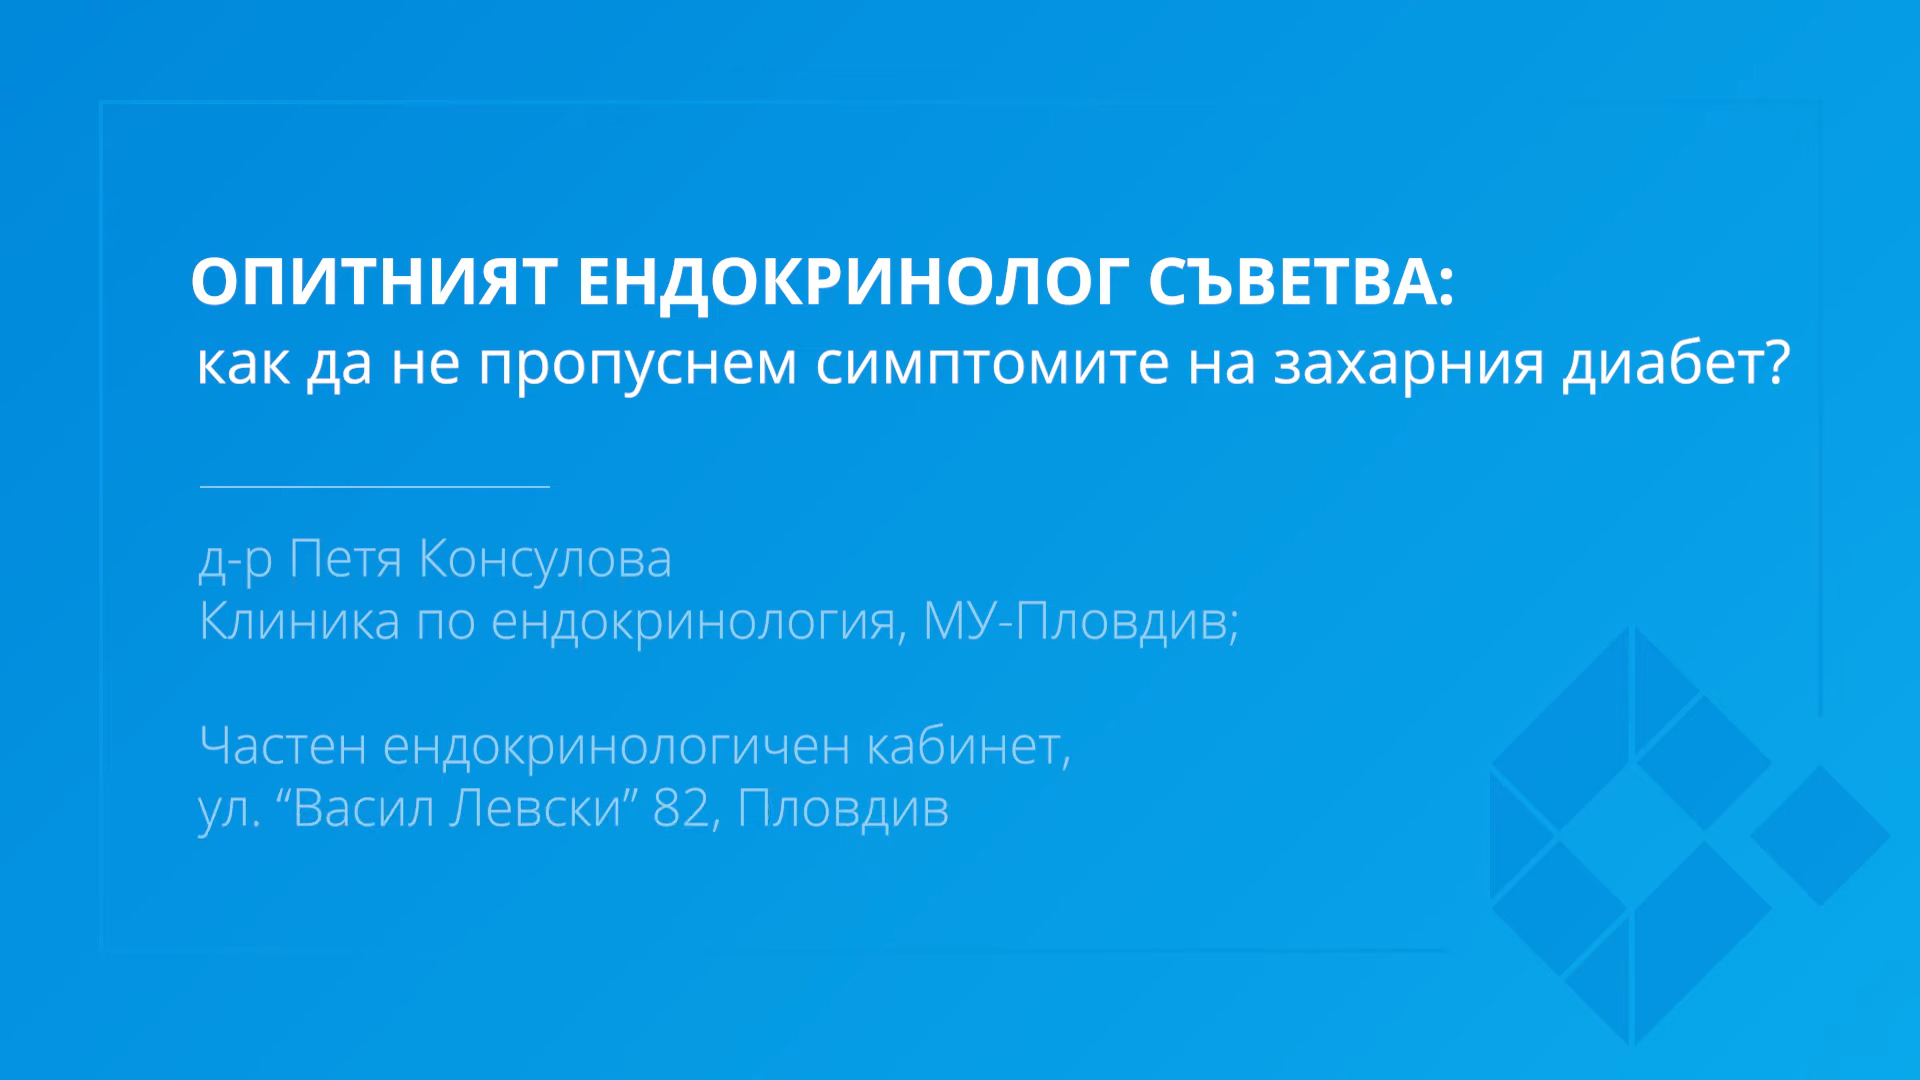 ОПИТНИЯТ ЕНДОКРИНОЛОГ СЪВЕТВА:
как да не пропуснем симптомите на захарния диабет?
д-р Петя Консулова
Клиника по ендокринология, МУ-Пловдив;
Частен ендокринологичен кабинет,
ул. “Васил Левски” 82, Пловдив